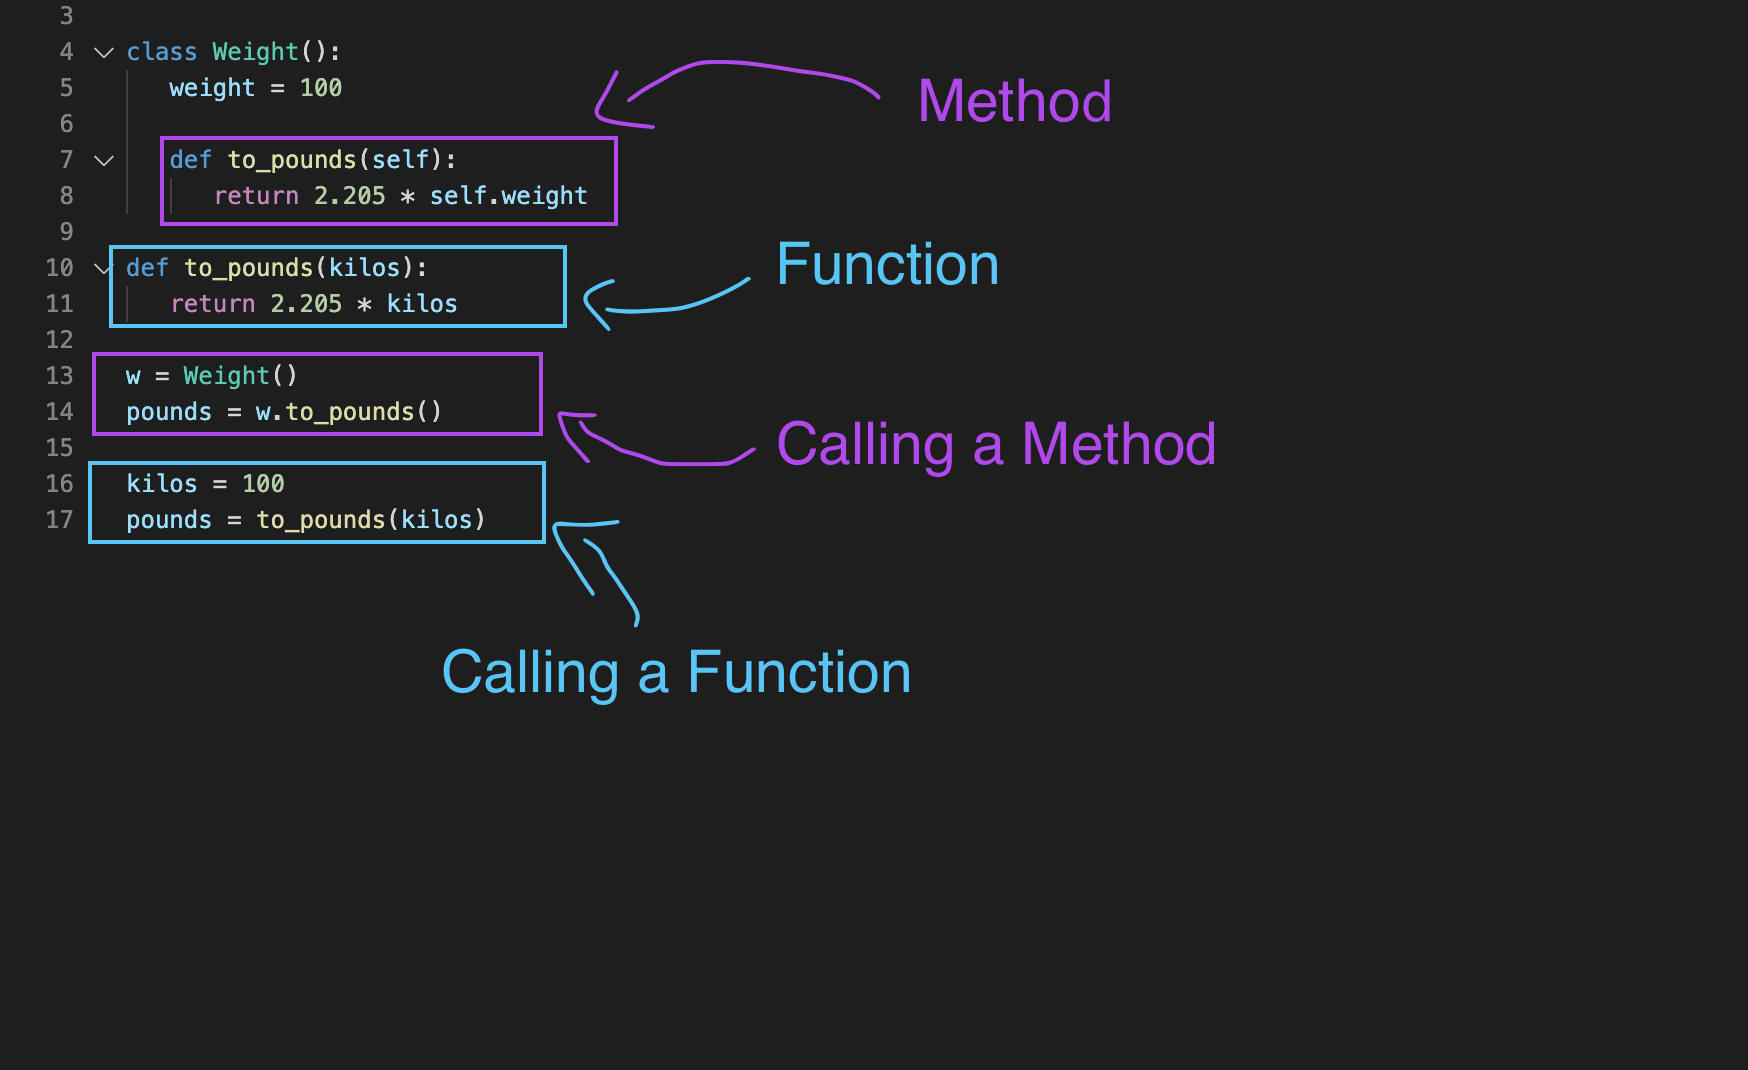 3
4 class Weight():
Method
5 weight = 100
6
7 def to_pounds(self):
8 return 2.205 * self.weight
9
Function
10 def to_pounds(kilos):
11 return 2.205 * kilos
12
13 w = Weight()
14 pounds = w.to_pounds()
Calling a Method
15
16 kilos = 100
17 pounds = to_pounds(kilos)
Calling a Function